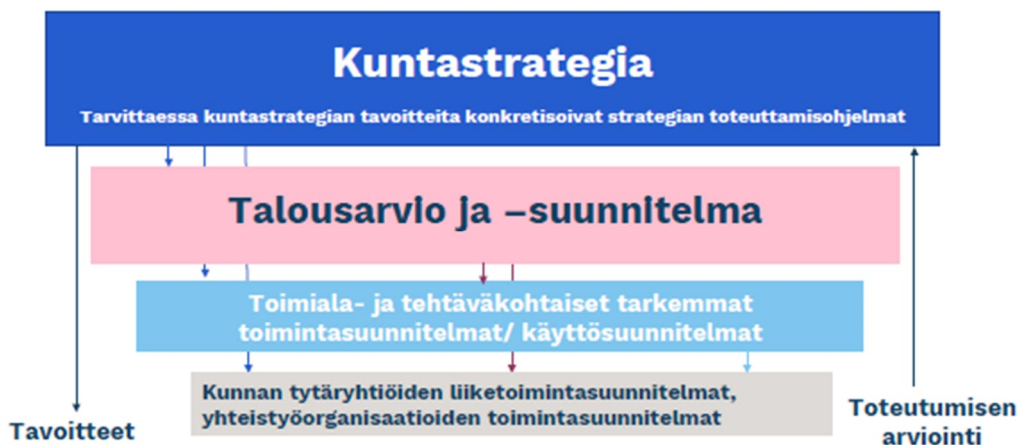 Kuntastrategia
Tarvittaessa kuntastrategian tavoitteita konkretisoivat strategian toteuttamisohjelmat
Talousarvio ja –suunnitelma
Toimiala- ja tehtäväkohtaiset tarkemmat
toimintasuunnitelmat/ käyttösuunnitelmat
Kunnan tytäryhtiöiden liiketoimintasuunnitelmat,
yhteistyöorganisaatioiden toimintasuunnitelmat
Tavoitteet
Toteutumisen
arviointi